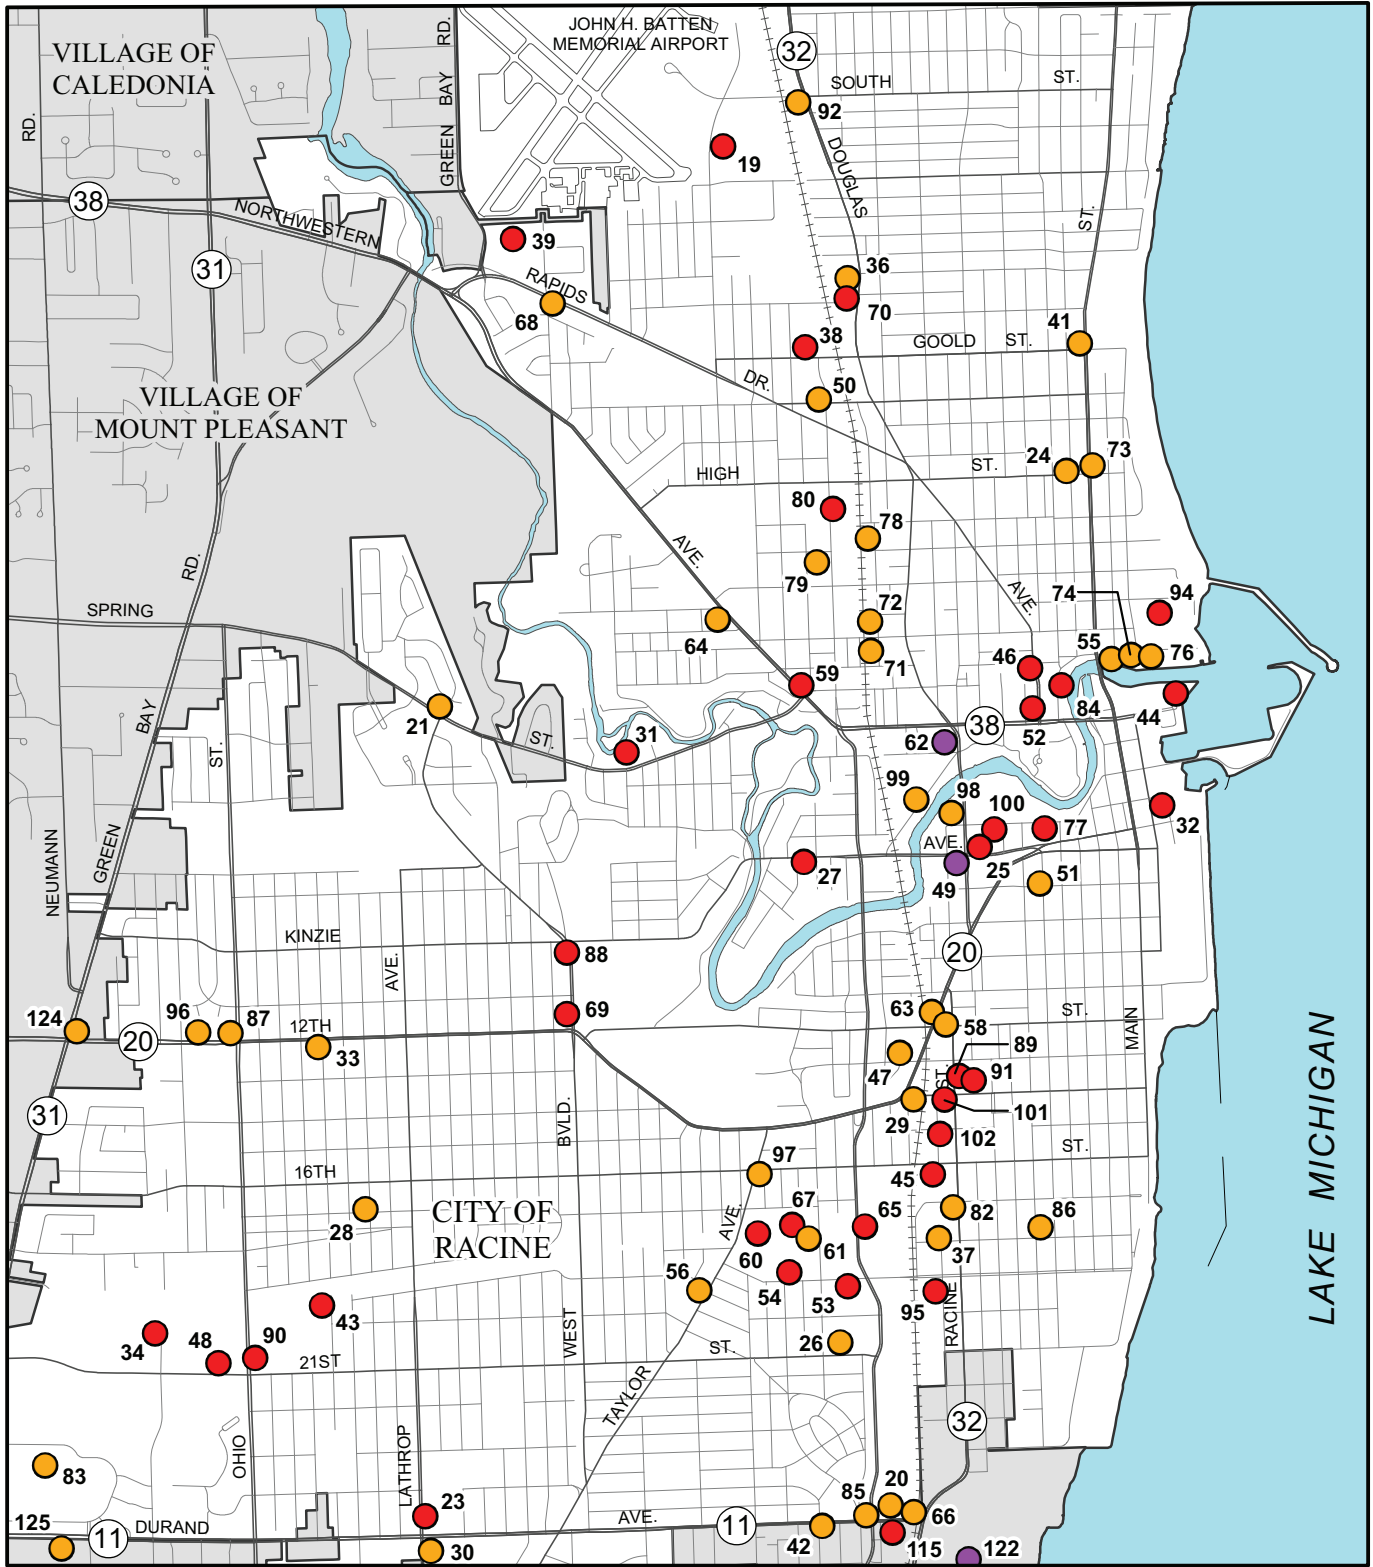 JOHN H. BATTEN
MEMORIAL AIRPORT
VILLAGE OF
CALEDONIA
RD.
GREEN BAY RD.
32
SOUTH ST.
92
19
DOUGLAS
38
NORTHWESTERN
31
39
ST.
RAPIDS
68
36
70
38
GOOLD ST.
41
DR.
50
VILLAGE OF
MOUNT PLEASANT
HIGH ST.
24
73
80
78
AVE.
79
RD.
SPRING
74
94
AVE.
72
64
71
55
76
46
59
84
44
21
BAY
ST.
ST.
31
38
52
62
99
98
100
77
32
AVE.
25
27
49
51
NEUMANN
GREEN
KINZIE
AVE.
88
20
69
63
58
ST.
MAIN
124
96
87
12TH
20
33
47
89
ST.
91
101
29
102
31
BVLD.
ST.
16TH
97
45
28
CITY OF
RACINE
AVE.
67
65
82
86
60
61
37
56
54
53
95
RACINE
43
34
48
90
21ST
WEST
ST.
26
TAYLOR
32
LATHROP
OHIO
83
23
85
20
66
125
11
DURAND
AVE.
11
42
30
115
122
LAKE MICHIGAN